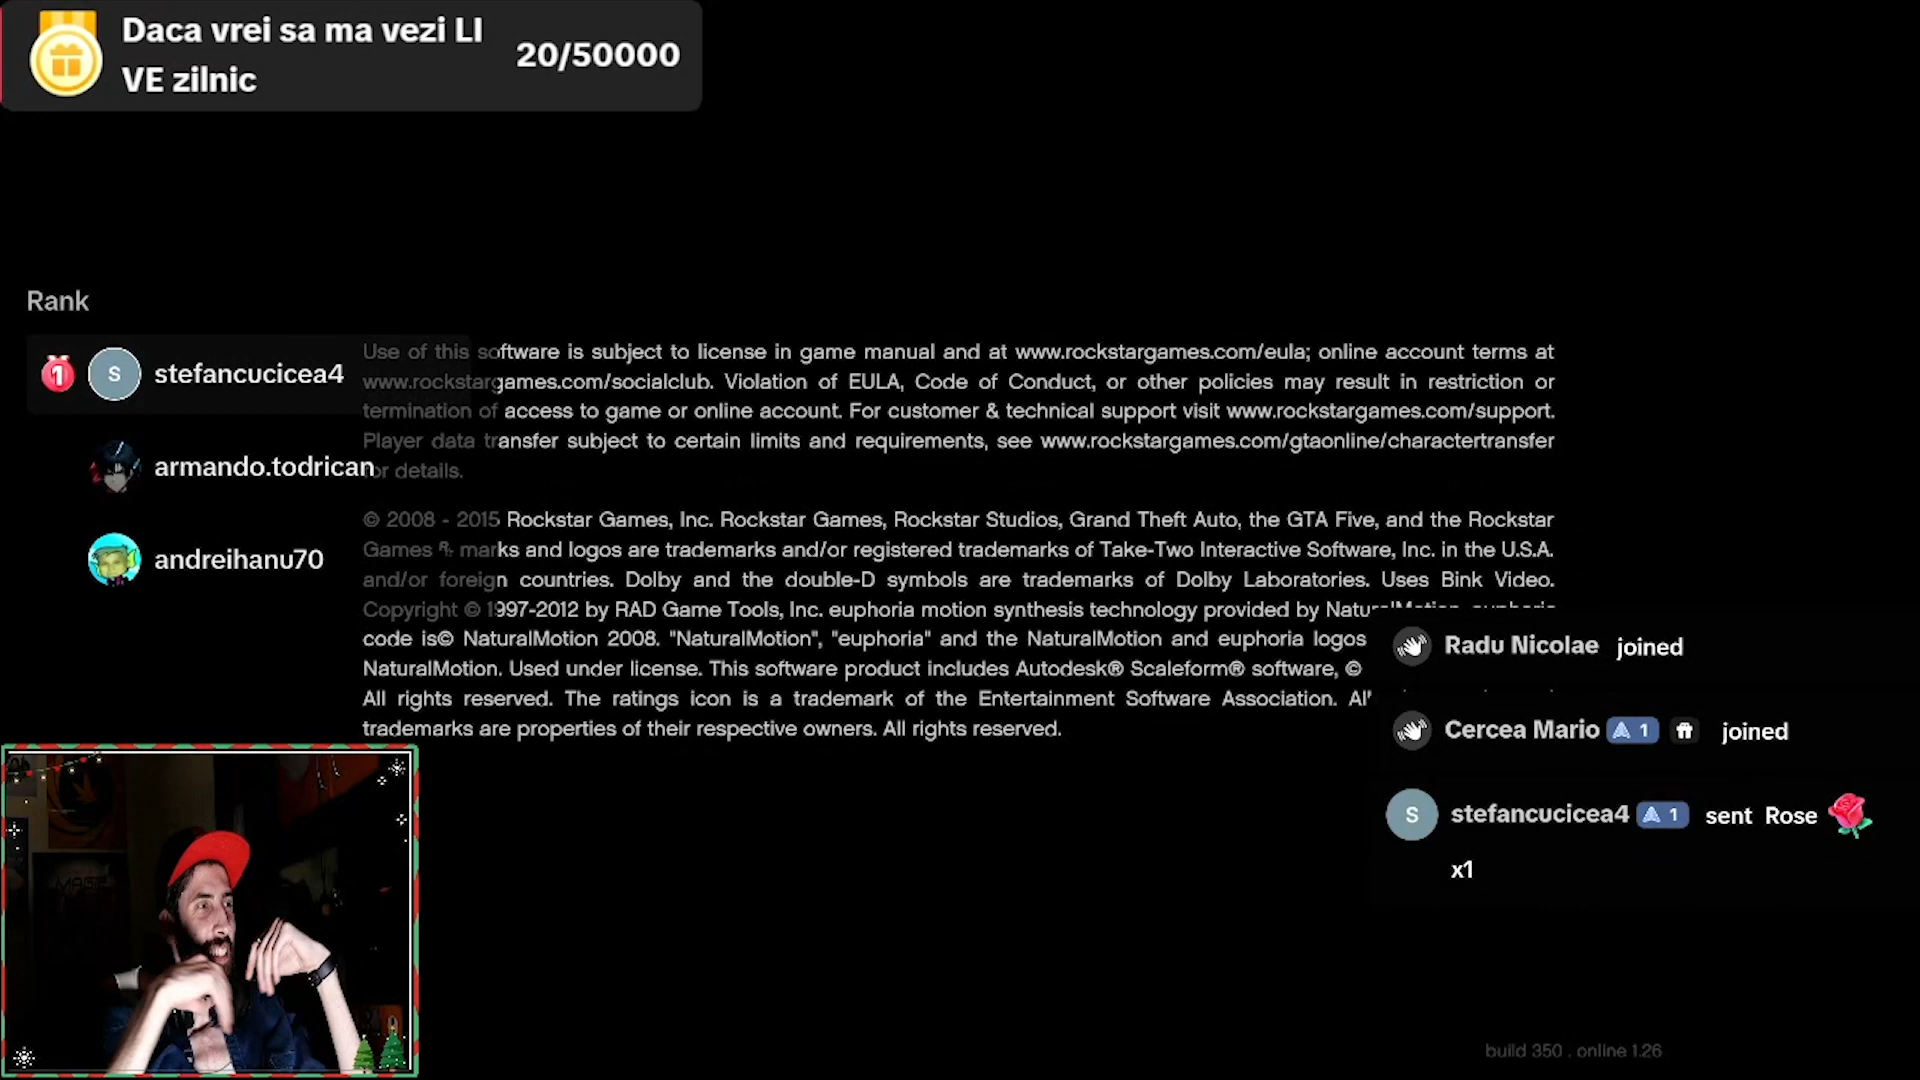 Daca vrei sa ma vezi LI
VE zilnic
20/50000
Rank
1
S
stefancucicea4
armando.todrican
andreihanu70
Use of this software is subject to license in game manual and at www.rockstargames.com/eula; online account terms at
www.rockstargames.com/socialclub. Violation of EULA, Code of Conduct, or other policies may result in restriction or
termination of access to game or online account. For customer & technical support visit www.rockstargames.com/support.
Player data transfer subject to certain limits and requirements, see www.rockstargames.com/gtaonline/charactertransfer
for details.
© 2008 - 2015 Rockstar Games, Inc. Rockstar Games, Rockstar Studios, Grand Theft Auto, the GTA Five, and the Rockstar
Games R* marks and logos are trademarks and/or registered trademarks of Take-Two Interactive Software, Inc. in the U.S.A.
and/or foreign countries. Dolby and the double-D symbols are trademarks of Dolby Laboratories. Uses Bink Video.
Copyright © 1997-2012 by RAD Game Tools, Inc. euphoria motion synthesis technology provided by NaturalMotion. euphoria
code is© NaturalMotion 2008. "NaturalMotion", "euphoria" and the NaturalMotion and euphoria logos
NaturalMotion. Used under license. This software product includes Autodesk® Scaleform® software, ©
All rights reserved. The ratings icon is a trademark of the Entertainment Software Association. Al
trademarks are properties of their respective owners. All rights reserved.
Radu Nicolae joined
Cercea Mario 1 joined
S stefancucicea4 1 sent Rose
x1
build 350 . online 1.26